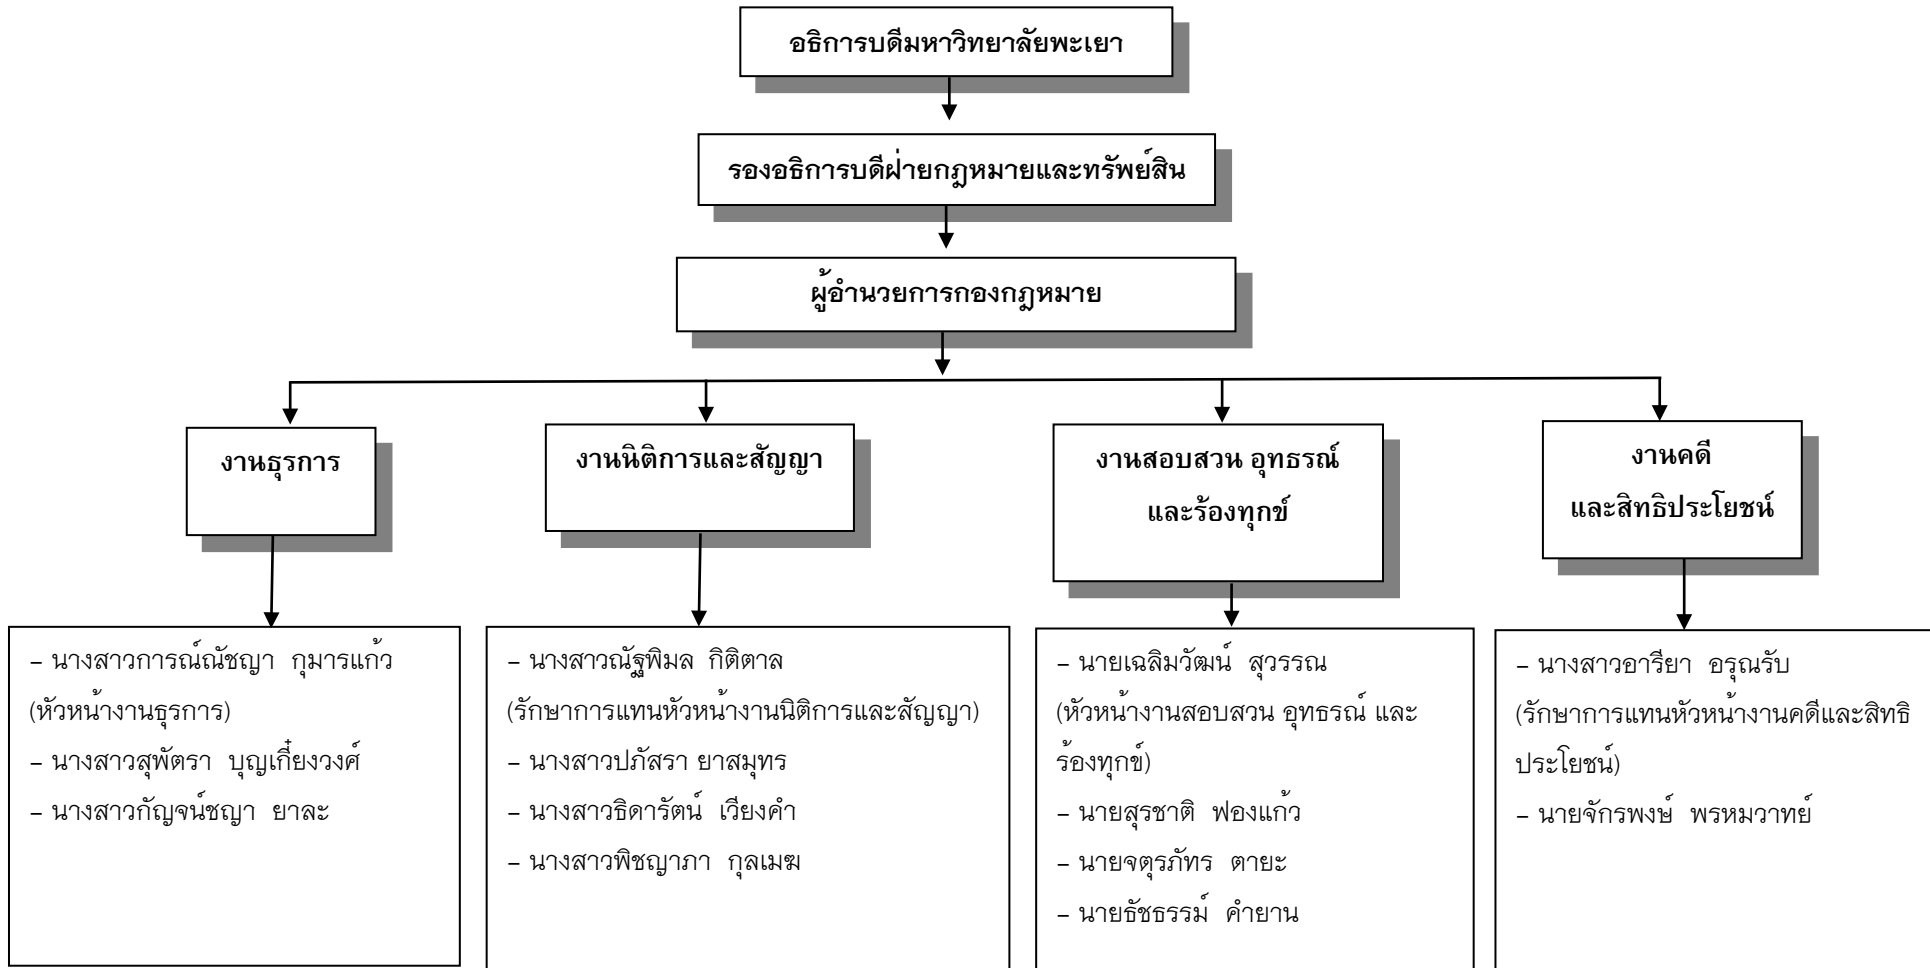 อธิการบดีมหาวิทยาลัยพะเยา
รองอธิการบดีฝ่ายกฎหมายและทรัพย์สิน
ผู้อำนวยการกองกฎหมาย
งานธุรการ
งานนิติการและสัญญา
งานสอบสวน อุทธรณ์
และร้องทุกข์
งานคดี
และสิทธิประโยชน์
– นางสาวการณ์ณัชญา กุมารแก้ว
(หัวหน้างานธุรการ)
– นางสาวสุพัตรา บุญเกี๋ยงวงศ์
– นางสาวกัญจน์ชญา ยาละ
– นางสาวณัฐพิมล กิติตาล
(รักษาการแทนหัวหน้างานนิติการและสัญญา)
– นางสาวปภัสรา ยาสมุทร
– นางสาวธิดารัตน์ เวียงคำ
– นางสาวพิชญาภา กุลเมฆ
– นายเฉลิมวัฒน์ สุวรรณ
(หัวหน้างานสอบสวน อุทธรณ์ และ
ร้องทุกข์)
– นายสุรชาติ ฟองแก้ว
– นายจตุรภัทร ตายะ
– นายธัชธรรม์ คำยาน
– นางสาวอารียา อรุณรับ
(รักษาการแทนหัวหน้างานคดีและสิทธิ
ประโยชน์)
– นายจักรพงษ์ พรหมวาทย์